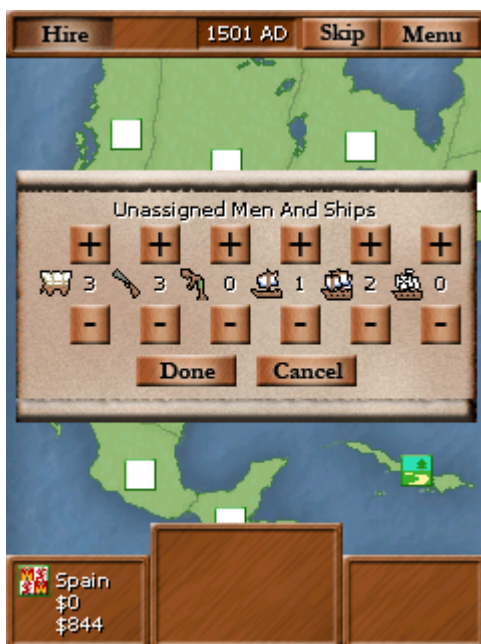 Hire 1501 AD Skip Menu
Unassigned Men And Ships
+ + + + + +
3 3 0 1 2 0
- - - - - -
Done Cancel
Spain
$0
$844